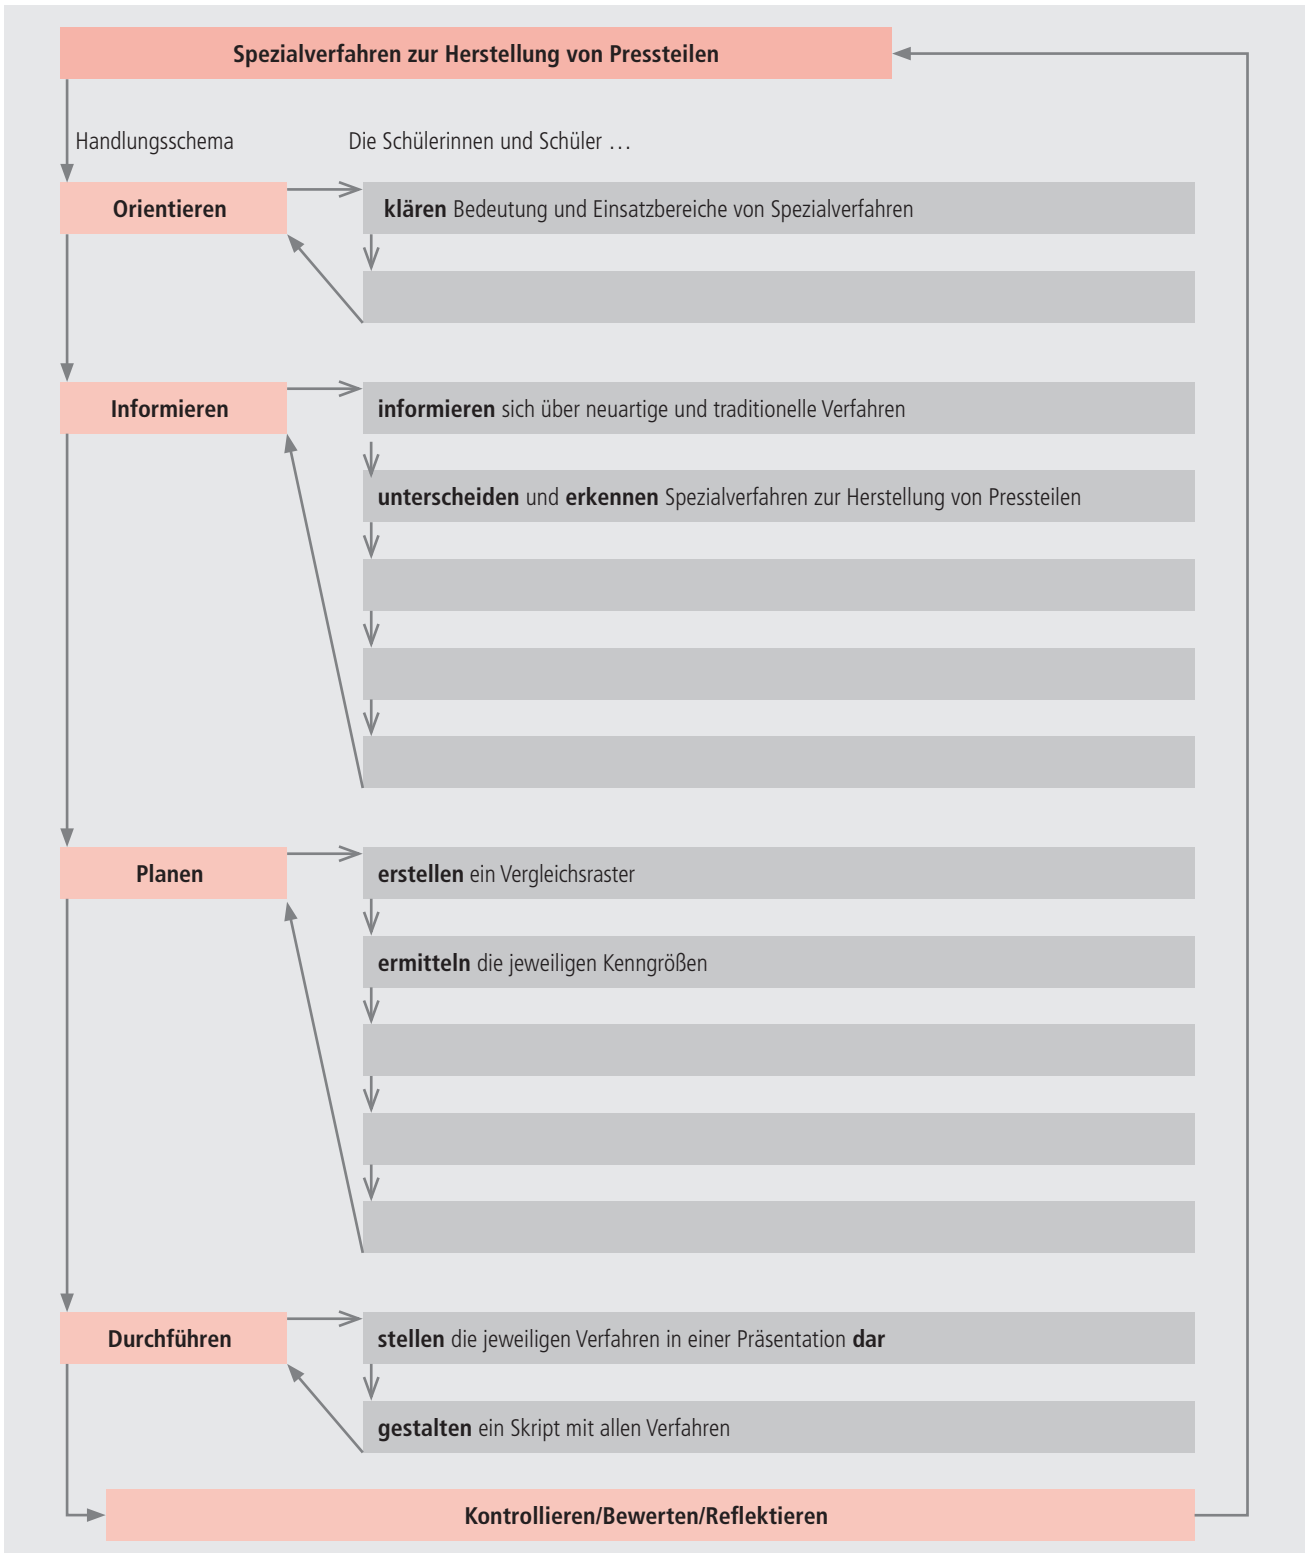 Spezialverfahren zur Herstellung von Pressteilen
Handlungsschema
Die Schülerinnen und Schüler …
Orientieren
klären Bedeutung und Einsatzbereiche von Spezialverfahren
Informieren
informieren sich über neuartige und traditionelle Verfahren
unterscheiden und erkennen Spezialverfahren zur Herstellung von Pressteilen
Planen
erstellen ein Vergleichsraster
ermitteln die jeweiligen Kenngrößen
Durchführen
stellen die jeweiligen Verfahren in einer Präsentation dar
gestalten ein Skript mit allen Verfahren
Kontrollieren/Bewerten/Reflektieren